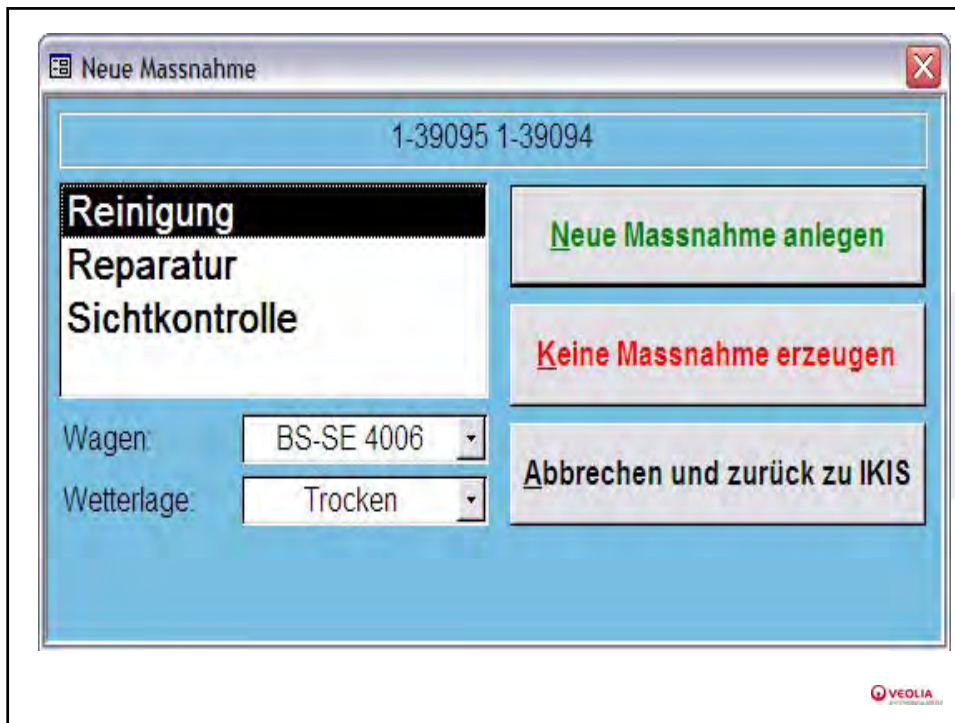 Neue Massnahme
1-39095 1-39094
Reinigung
Reparatur
Sichtkontrolle
Neue Massnahme anlegen
Keine Massnahme erzeugen
Abbrechen und zurück zu IKIS
Wagen: BS-SE 4006
Wetterlage: Trocken
VEOLIA